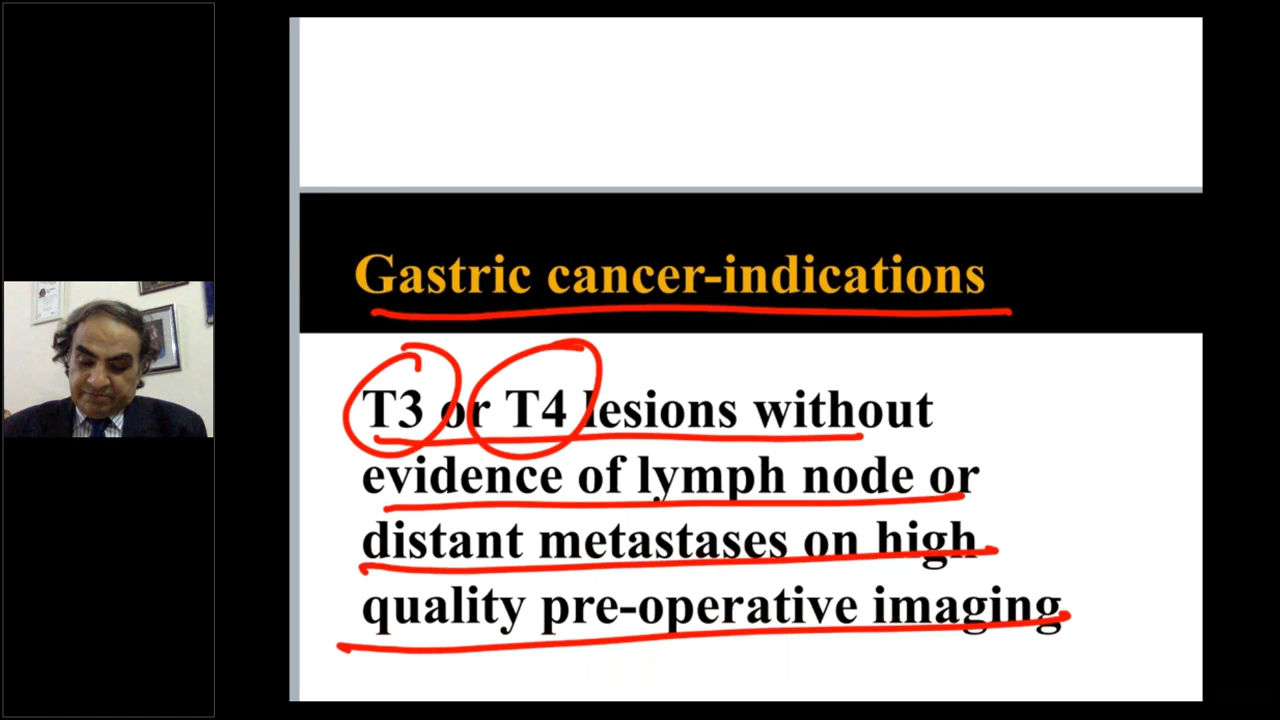 Gastric cancer-indications
T3 or T4 lesions without
evidence of lymph node or
distant metastases on high
quality pre-operative imaging